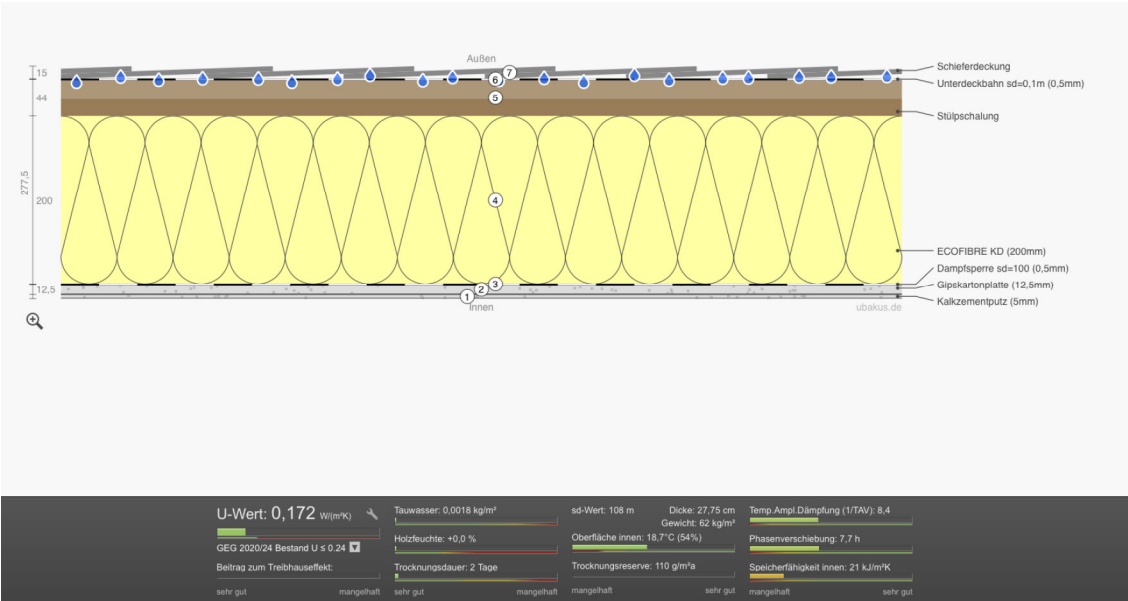 Außen
15
44
277,5
200
12,5
7
6
5
4
3
2
1
Schieferdeckung
Unterdeckbahn sd=0,1m (0,5mm)
Stülpschalung
ECOFIBRE KD (200mm)
Dampfsperre sd=100 (0,5mm)
Gipskartonplatte (12,5mm)
Kalkzementputz (5mm)
Innen
ubakus.de
U-Wert: 0,172 W/(m²K)
GEG 2020/24 Bestand U ≤ 0.24
Beitrag zum Treibhauseffekt:
sehr gut mangelhaft
Tauwasser: 0,0018 kg/m²
Holzfeuchte: +0,0 %
Trocknungsdauer: 2 Tage
sehr gut mangelhaft
sd-Wert: 108 m Dicke: 27,75 cm
Gewicht: 62 kg/m²
Oberfläche innen: 18,7°C (54%)
Trocknungsreserve: 110 g/m²a
mangelhaft sehr gut
Temp.Ampl.Dämpfung (1/TAV): 8,4
Phasenverschiebung: 7,7 h
Speicherfähigkeit innen: 21 kJ/m²K
mangelhaft sehr gut